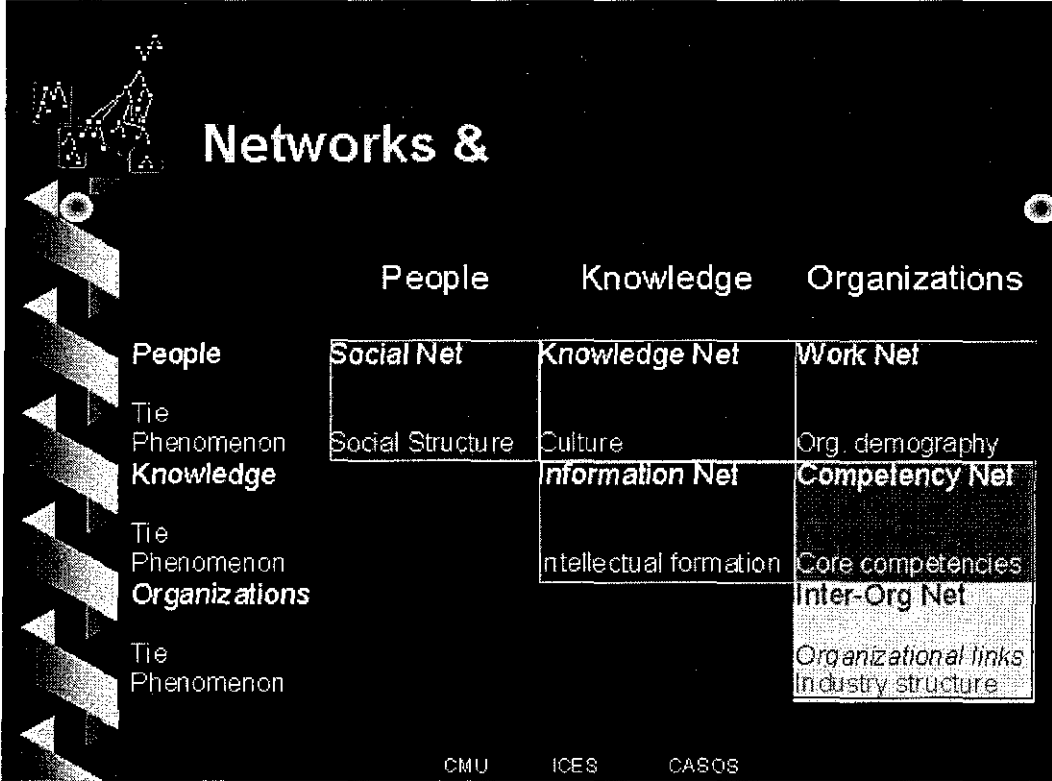 Networks &
People Knowledge Organizations
People Social Net Knowledge Net Work Net
Tie
Phenomenon Social Structure Culture Org. demography
Knowledge Information Net Competency Net
Tie
Phenomenon ntellectual formation Core competencies
Organizations Inter-Org Net
Tie Organizational links
Phenomenon Industry structure
CMU ICES CASOS